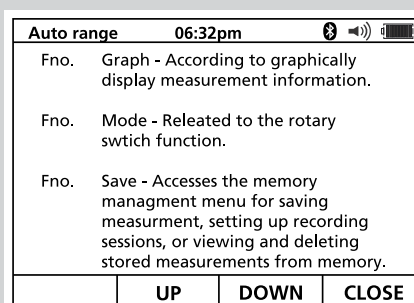 Auto range 06:32pm
Fno. Graph - According to graphically
display measurement information.
Fno. Mode - Releated to the rotary
swtich function.
Fno. Save - Accesses the memory
managment menu for saving
measurment, setting up recording
sessions, or viewing and deleting
stored measurements from memory.
UP DOWN CLOSE